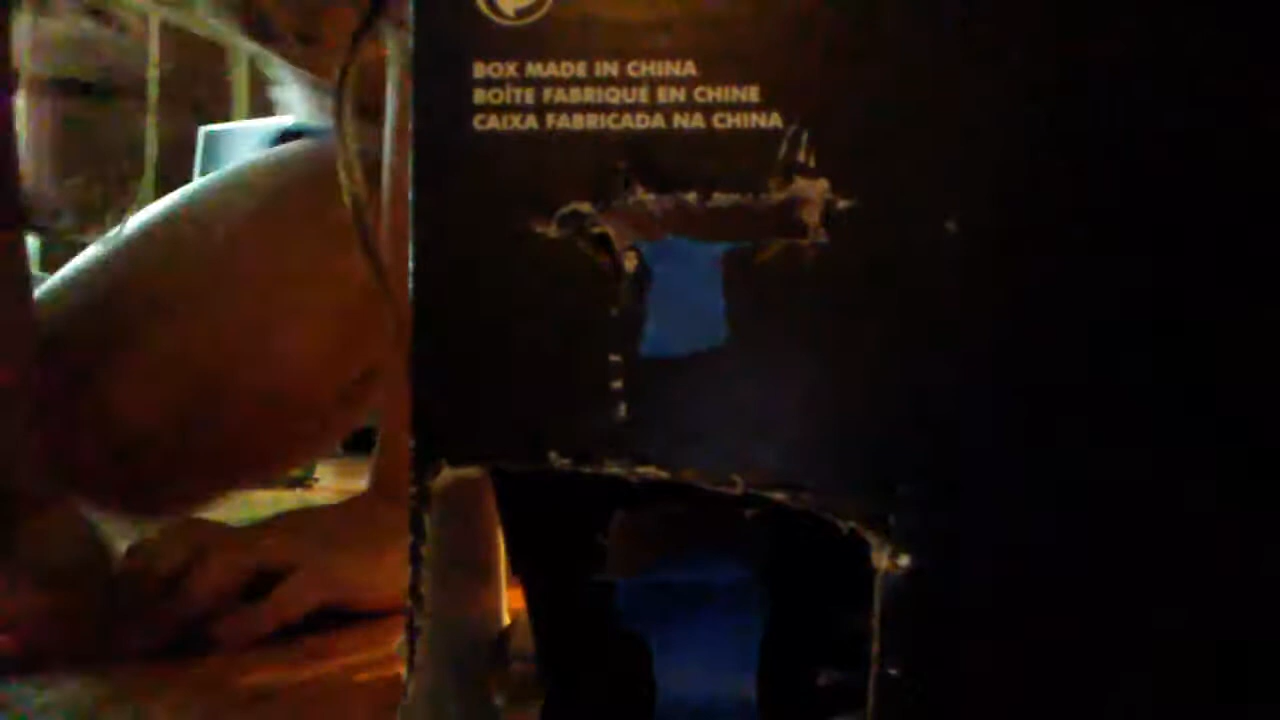 BOX MADE IN CHINA
BOÎTE FABRIQUÉ EN CHINE
CAIXA FABRICADA NA CHINA